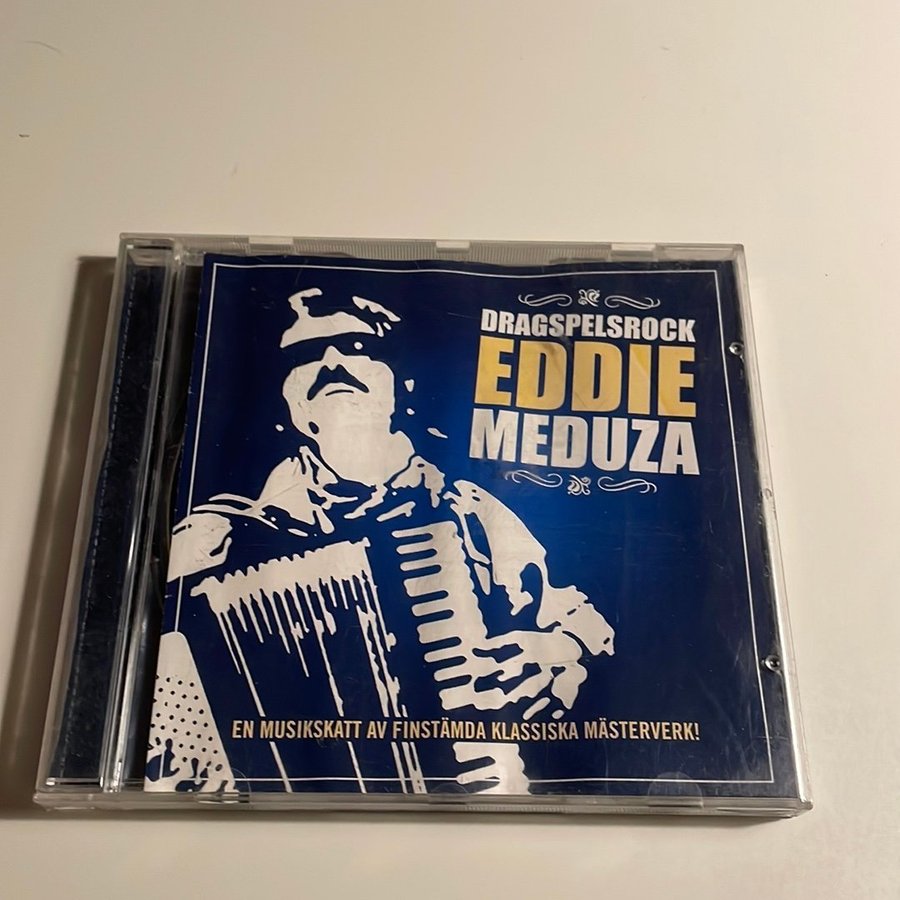 DRAGSPELSROCK
EDDIE
MEDUZA
EN MUSIKSKATT AV FINSTÄMDA KLASSISKA MÄSTERVERK!